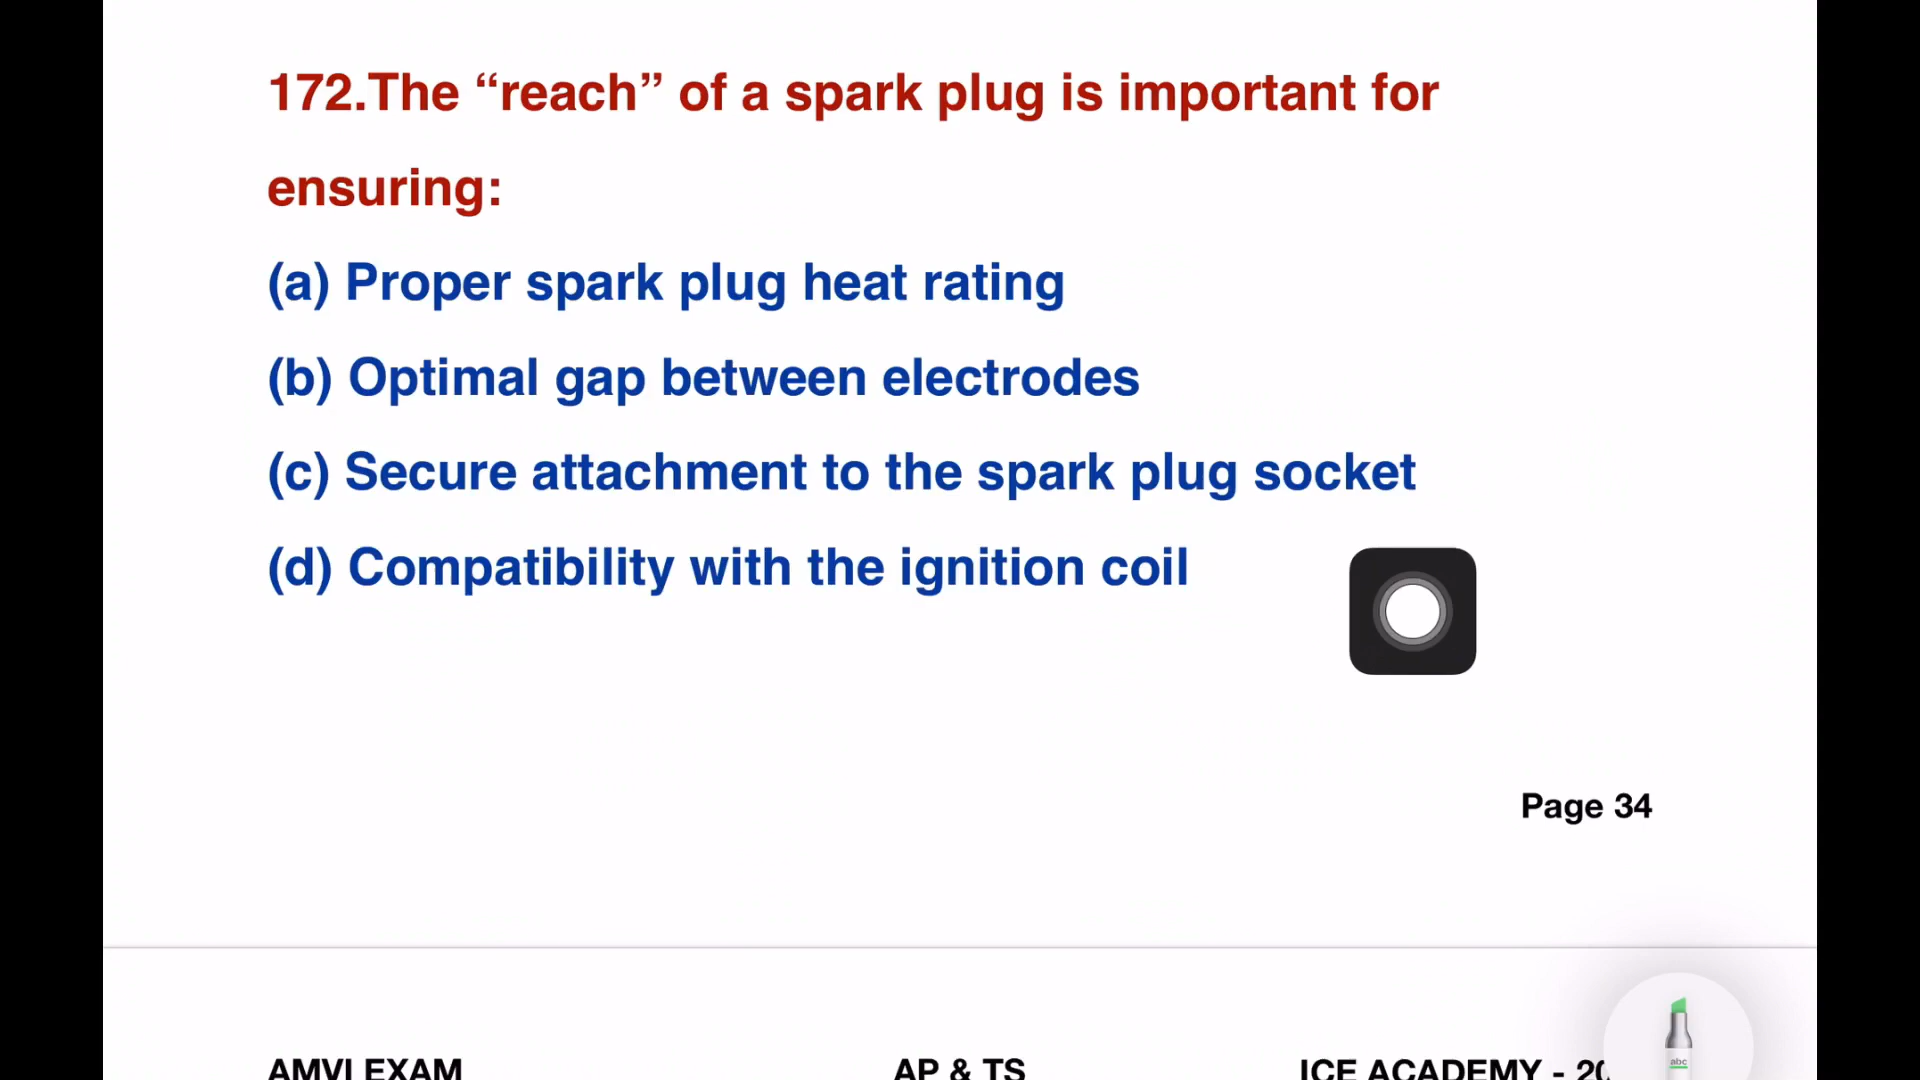 172.The “reach” of a spark plug is important for
ensuring:
(a) Proper spark plug heat rating
(b) Optimal gap between electrodes
(c) Secure attachment to the spark plug socket
(d) Compatibility with the ignition coil
Page 34
AMVI EXAM AP & TS ICE ACADEMY - 20
abc